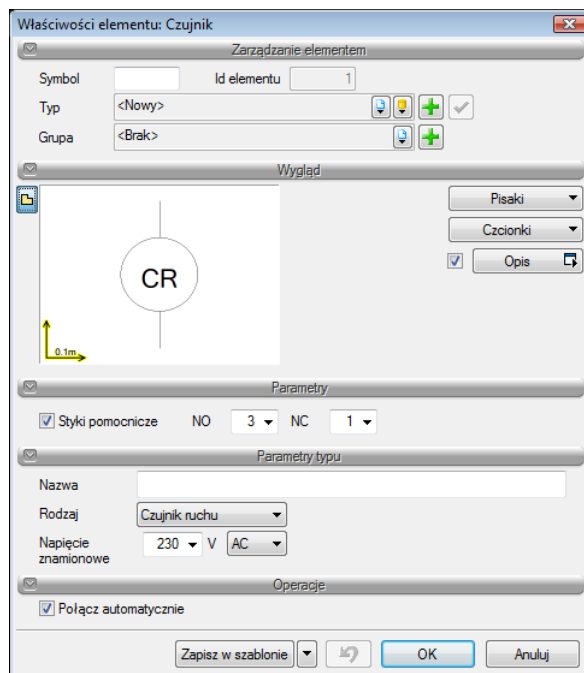 Właściwości elementu: Czujnik
Zarządzanie elementem
Symbol Id elementu 1
Typ <Nowy>
Grupa <Brak>
Wygląd
CR
0.1m
Pisaki
Czcionki
Opis
Parametry
Styki pomocnicze NO 3 NC 1
Parametry typu
Nazwa
Rodzaj Czujnik ruchu
Napięcie znamionowe 230 V AC
Operacje
Połącz automatycznie
Zapisz w szablonie OK Anuluj